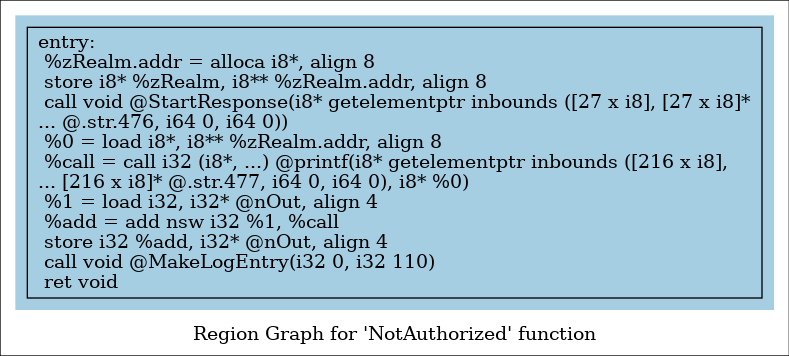 entry:
%zRealm.addr = alloca i8*, align 8
store i8* %zRealm, i8** %zRealm.addr, align 8
call void @StartResponse(i8* getelementptr inbounds ([27 x i8], [27 x i8]*
... @.str.476, i64 0, i64 0))
%0 = load i8*, i8** %zRealm.addr, align 8
%call = call i32 (i8*, ...) @printf(i8* getelementptr inbounds ([216 x i8],
... [216 x i8]* @.str.477, i64 0, i64 0), i8* %0)
%1 = load i32, i32* @nOut, align 4
%add = add nsw i32 %1, %call
store i32 %add, i32* @nOut, align 4
call void @MakeLogEntry(i32 0, i32 110)
ret void
Region Graph for 'NotAuthorized' function